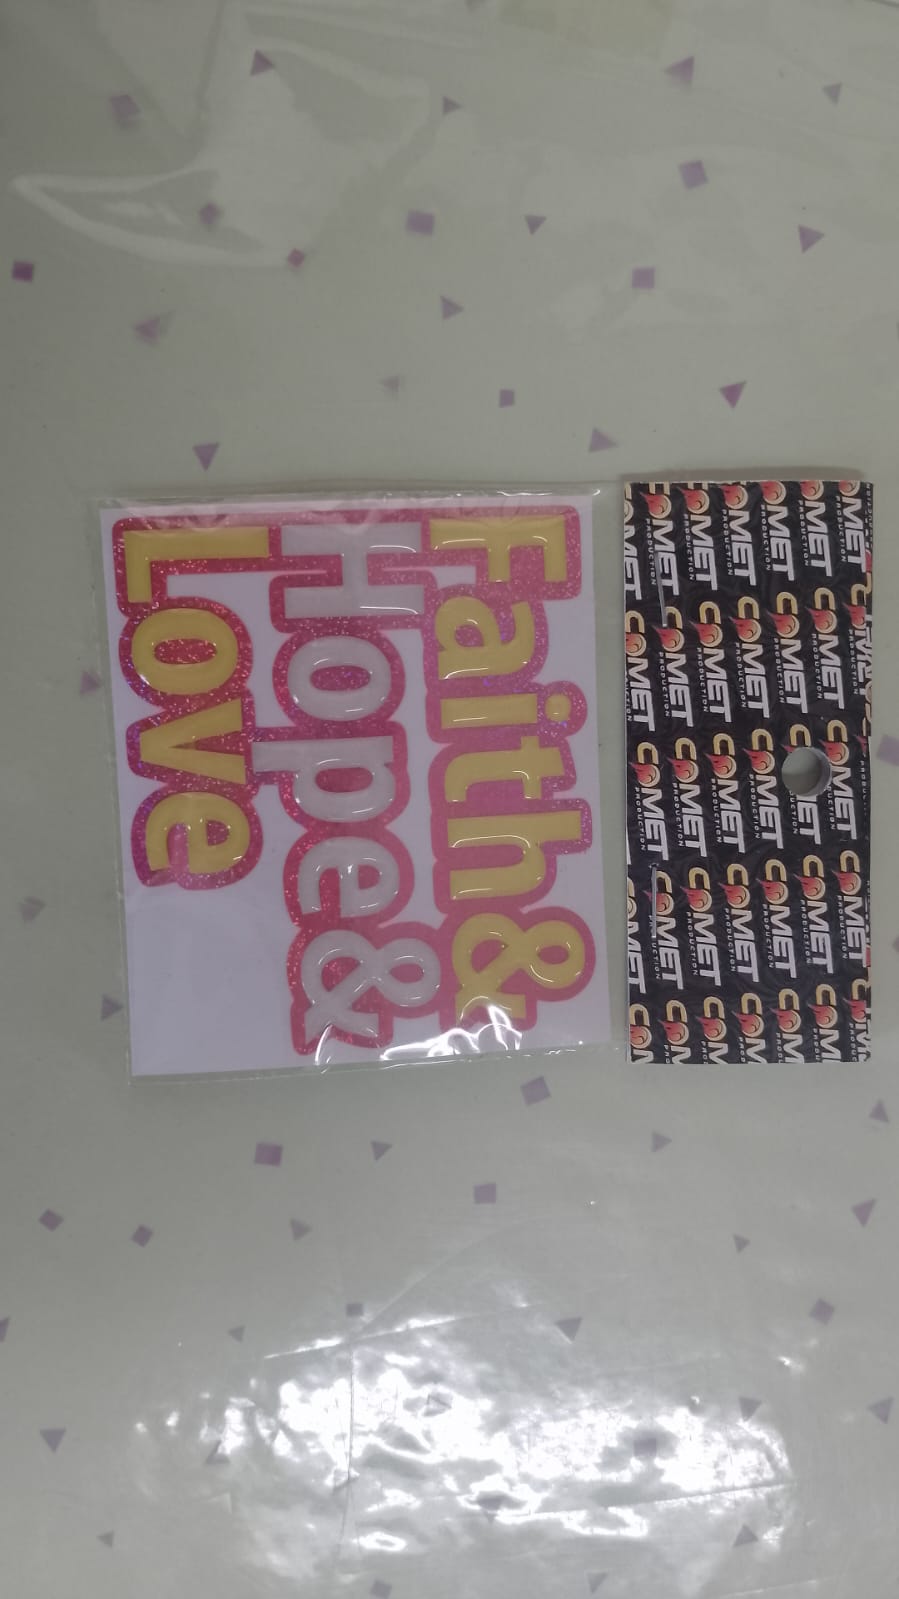 Faith&
Hope&
Love
COMET
PRODUCTION